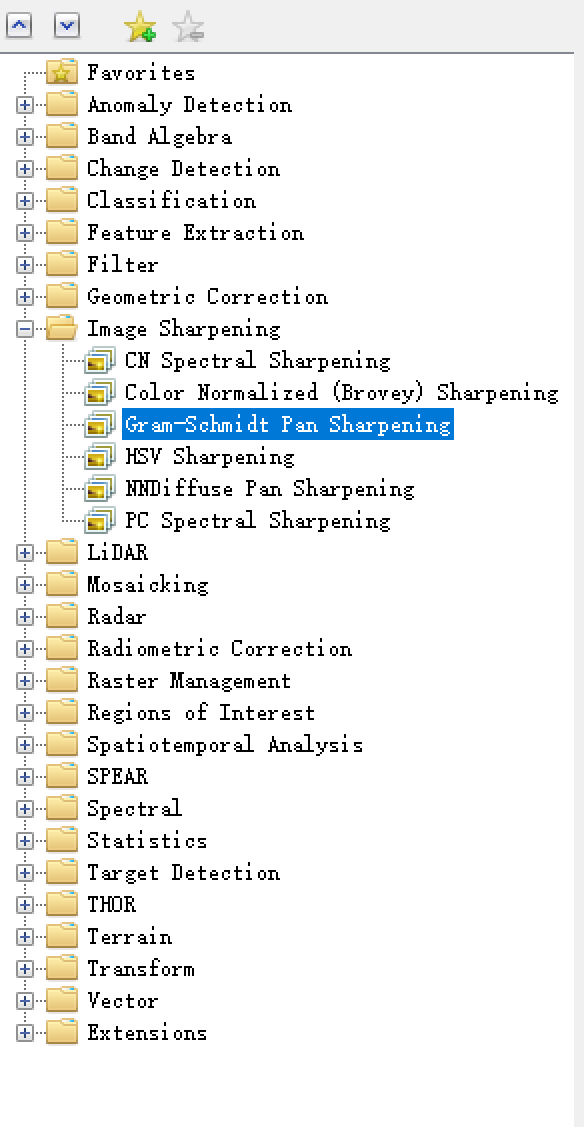 Favorites
Anomaly Detection
Band Algebra
Change Detection
Classification
Feature Extraction
Filter
Geometric Correction
Image Sharpening
CN Spectral Sharpening
Color Normalized (Brovey) Sharpening
Gram-Schmidt Pan Sharpening
HSV Sharpening
NNDiffuse Pan Sharpening
PC Spectral Sharpening
LiDAR
Mosaicking
Radar
Radiometric Correction
Raster Management
Regions of Interest
Spatiotemporal Analysis
SPEAR
Spectral
Statistics
Target Detection
THOR
Terrain
Transform
Vector
Extensions